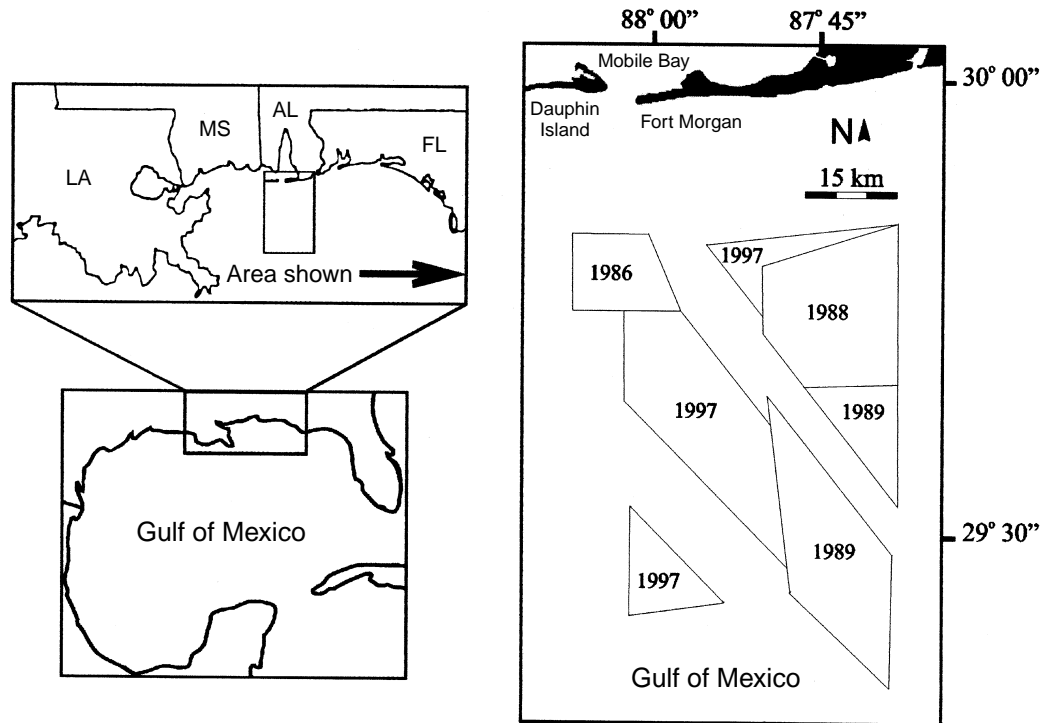 MS
AL
FL
LA
Area shown
Gulf of Mexico
88° 00” 87° 45”
Mobile Bay
30° 00”
Dauphin
Island
Fort Morgan
N
15 km
1997
1986
1988
1997
1989
29° 30”
1989
1997
Gulf of Mexico